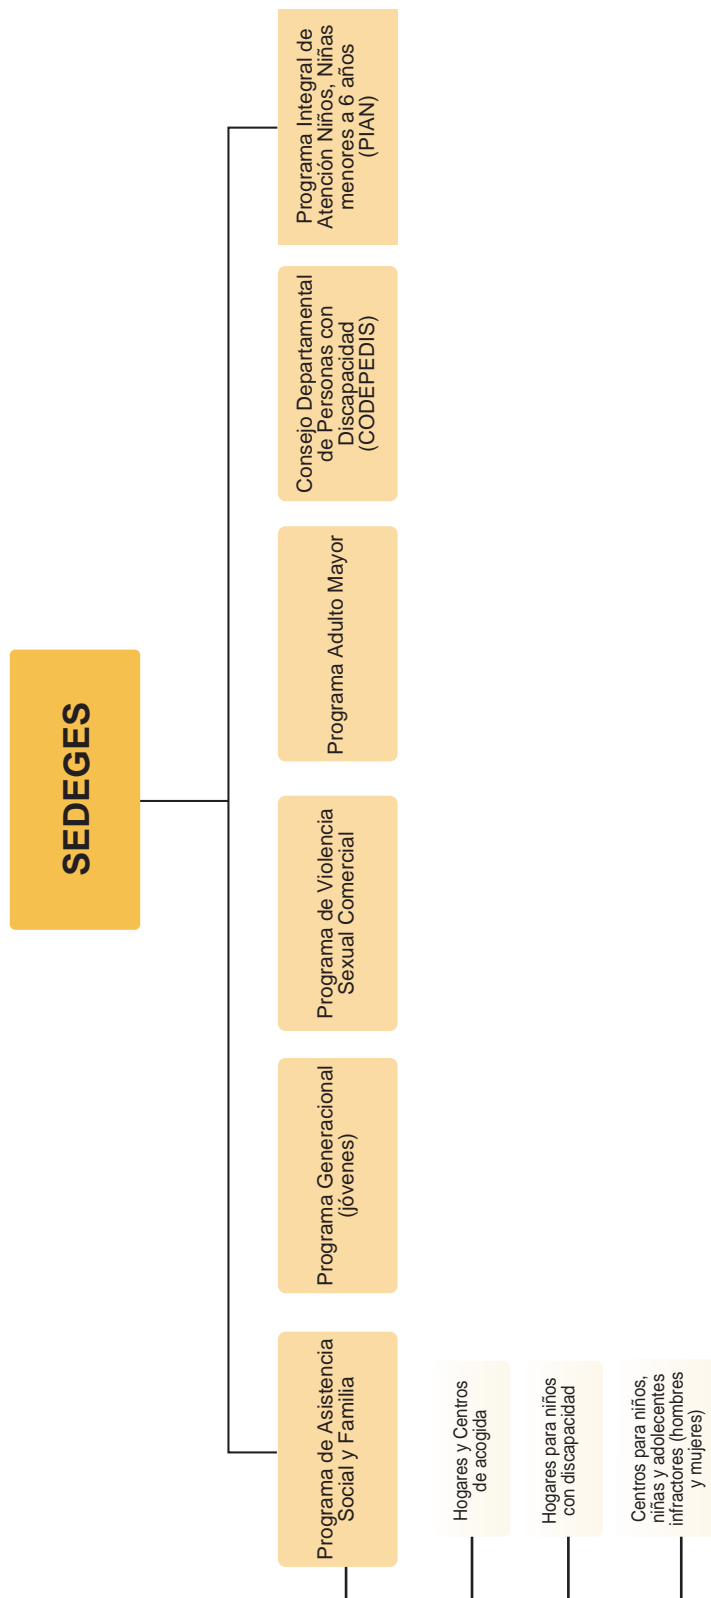 SEDEGES
Programa de Asistencia
Social y Familia
Programa Generacional
(jóvenes)
Programa de Violencia
Sexual Comercial
Programa Adulto Mayor
Consejo Departamental
de Personas con
Discapacidad
(CODEPEDIS)
Programa Integral de
Atención Niños, Niñas
menores a 6 años
(PIAN)
Hogares y Centros
de acogida
Hogares para niños
con discapacidad
Centros para niños,
niñas y adolecentes
infractores (hombres
y mujeres)